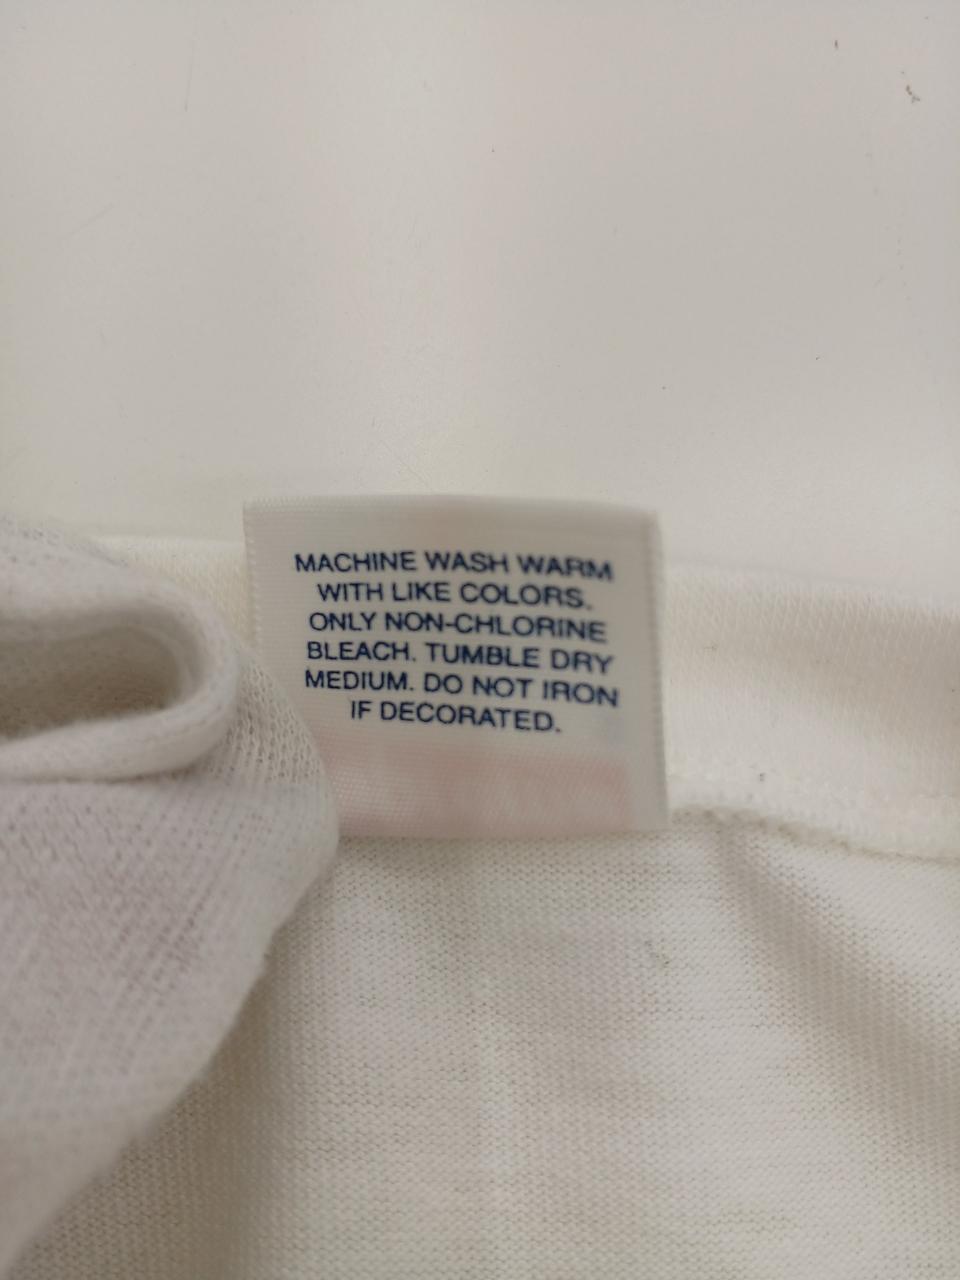 MACHINE WASH WARM
WITH LIKE COLORS.
ONLY NON-CHLORINE
BLEACH. TUMBLE DRY
MEDIUM. DO NOT IRON
IF DECORATED.